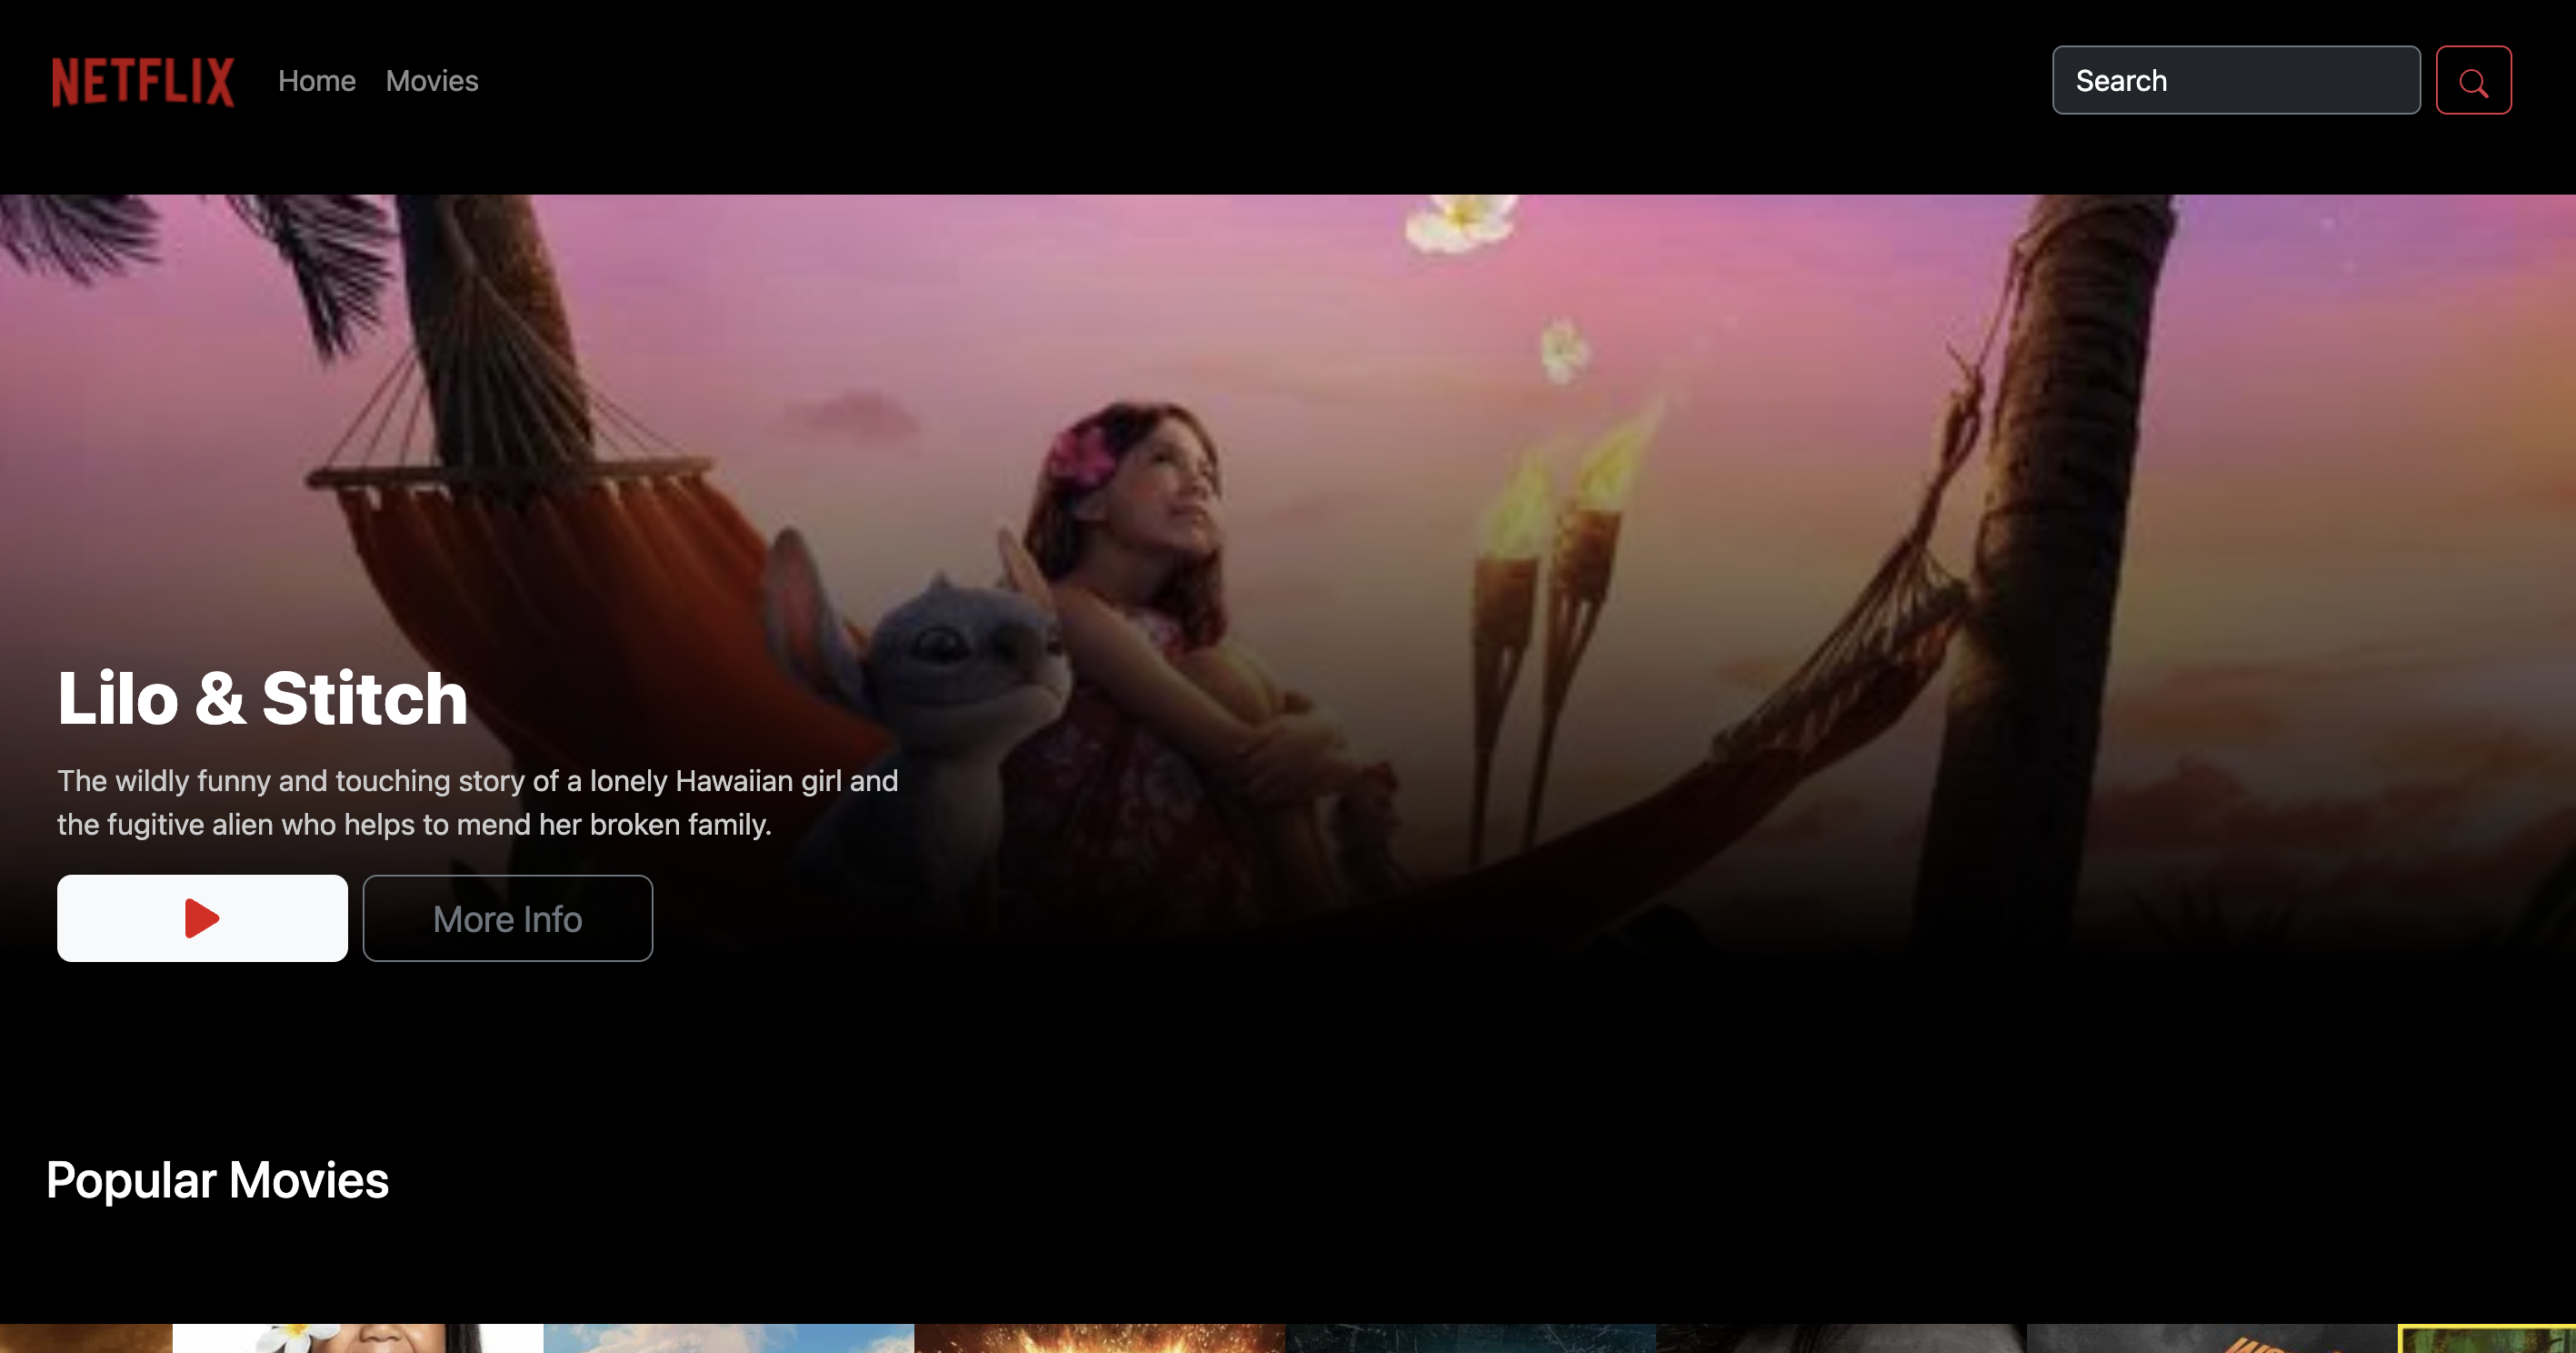 NETFLIX
Home
Movies
Search
Lilo & Stitch
The wildly funny and touching story of a lonely Hawaiian girl and
the fugitive alien who helps to mend her broken family.
More Info
Popular Movies